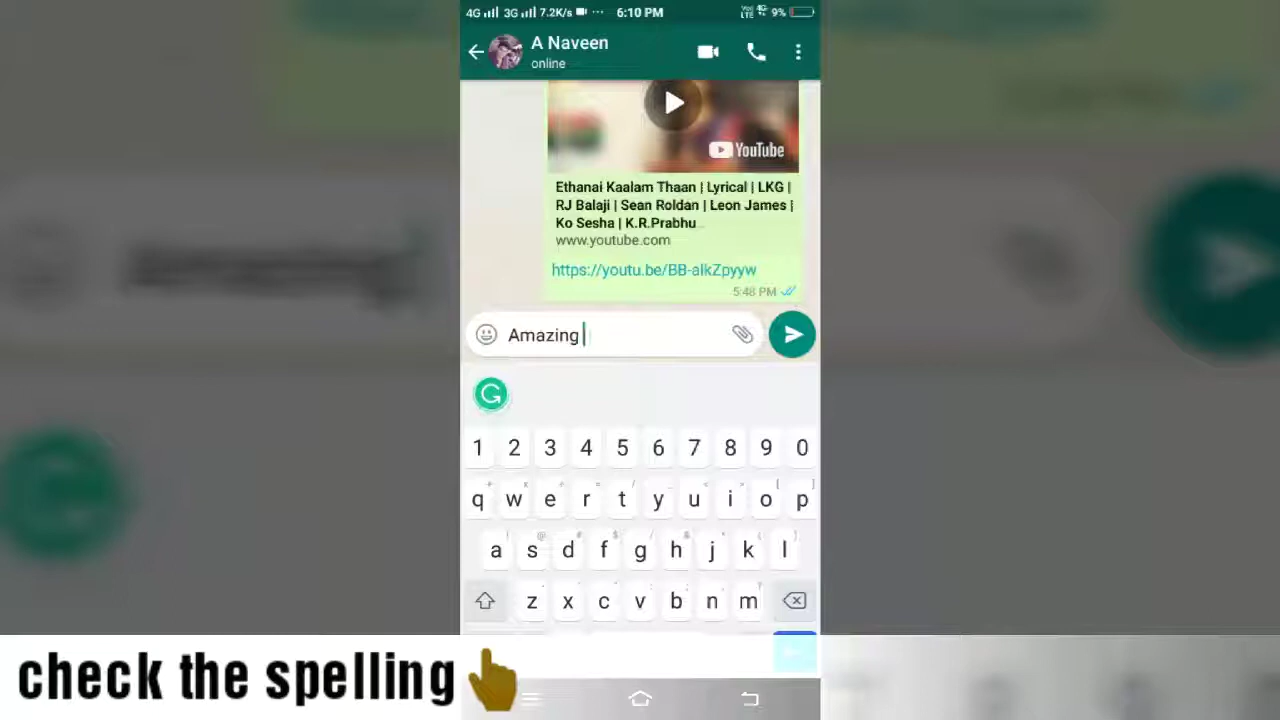 4G 3G 7.2K/s ... 6:10 PM VoLTE 4G 9%
A Naveen
online
YouTube
Ethanai Kaalam Thaan | Lyrical | LKG |
RJ Balaji | Sean Roldan | Leon James |
Ko Sesha | K.R.Prabhu
www.youtube.com
https://youtu.be/BB-alkZpyyw
5:48 PM
Amazing
G
1 2 3 4 5 6 7 8 9 0
q w e r t y u i o p
a s d f g h j k l
z x c v b n m
check the spelling